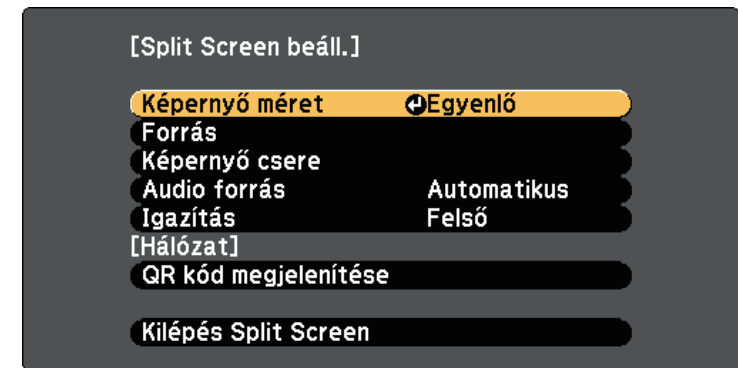 [Split Screen beáll.]
Képernyő méret Egyenlő
Forrás
Képernyő csere
Audio forrás Automatikus
Igazítás Felső
[Hálózat]
QR kód megjelenítése
Kilépés Split Screen